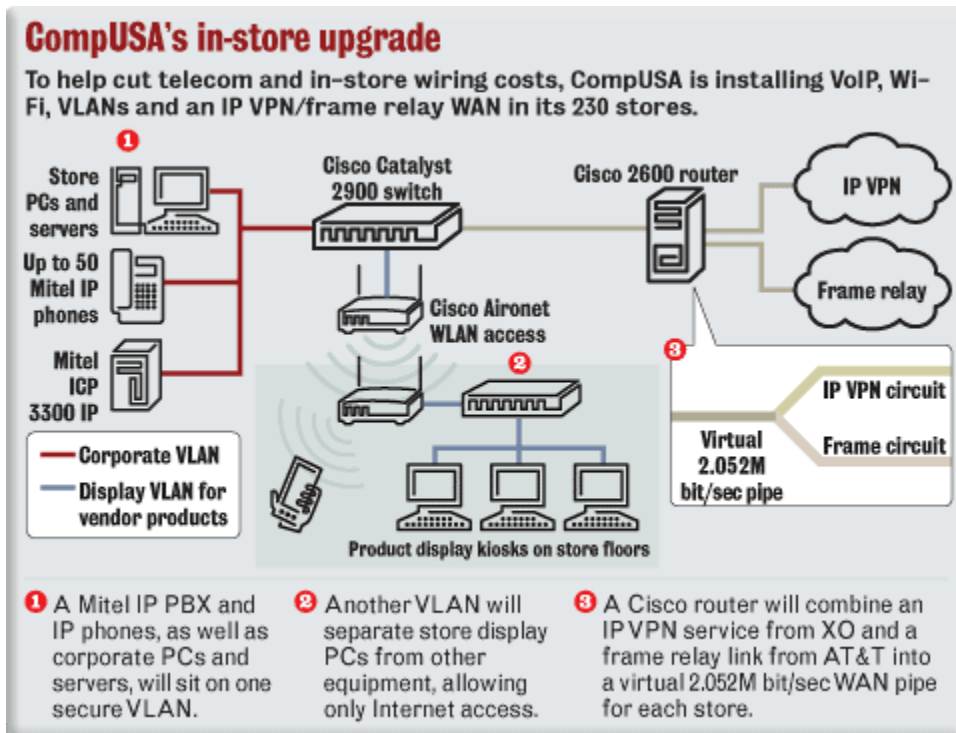 CompUSA's in-store upgrade
To help cut telecom and in-store wiring costs, CompUSA is installing VoIP, Wi-
Fi, VLANs and an IP VPN/frame relay WAN in its 230 stores.
1
Store
PCs and
servers
Up to 50
Mitel IP
phones
Mitel
ICP
3300 IP
Cisco Catalyst
2900 switch
Cisco 2600 router
IP VPN
Frame relay
Cisco Aironet
WLAN access
2
Product display kiosks on store floors
3
IP VPN circuit
Virtual
2.052M
bit/sec pipe
Frame circuit
Corporate VLAN
Display VLAN for
vendor products
1 A Mitel IP PBX and
IP phones, as well as
corporate PCs and
servers, will sit on one
secure VLAN.
2 Another VLAN will
separate store display
PCs from other
equipment, allowing
only Internet access.
3 A Cisco router will combine an
IP VPN service from XO and a
frame relay link from AT&T into
a virtual 2.052M bit/sec WAN pipe
for each store.